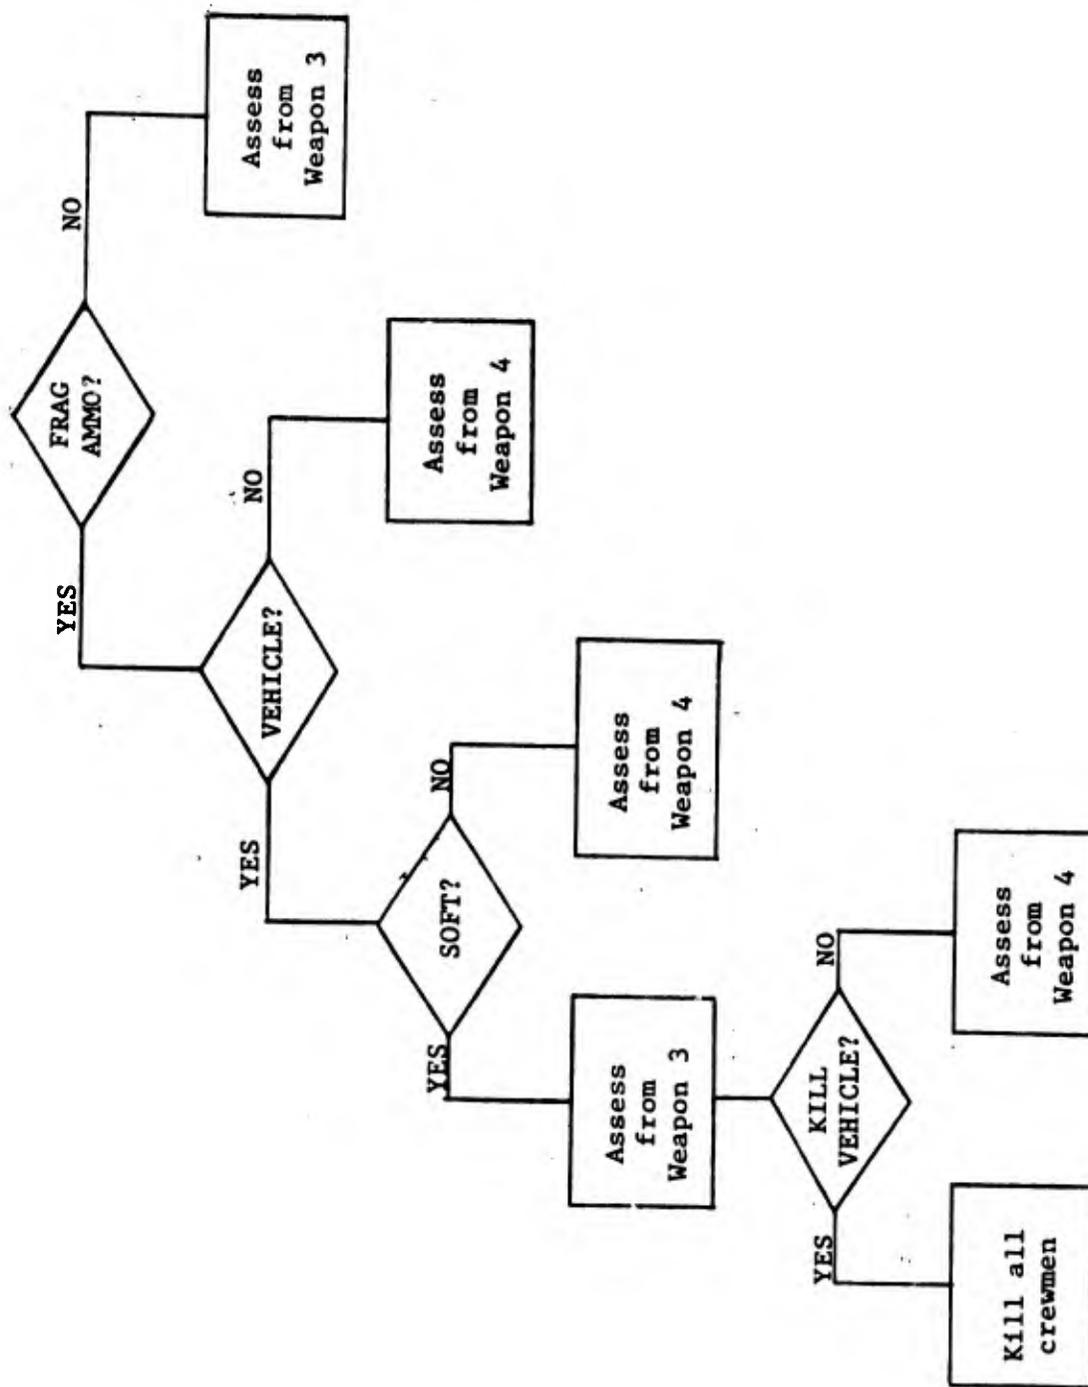 FRAG
AMMO?
YES
NO
Assess
from
Weapon 3
VEHICLE?
YES
NO
Assess
from
Weapon 4
SOFT?
YES
NO
Assess
from
Weapon 3
Assess
from
Weapon 4
KILL
VEHICLE?
YES
NO
Kill all
crewmen
Assess
from
Weapon 4